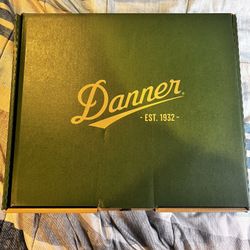 Danner®
- EST. 1932 -